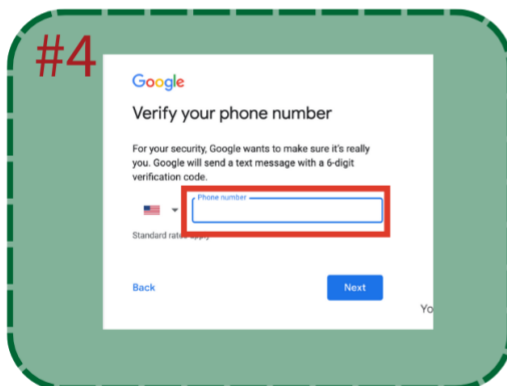 #4
Google
Verify your phone number
For your security, Google wants to make sure it's really
you. Google will send a text message with a 6-digit
verification code.
Phone number
Standard rates apply
Back
Next
Yo